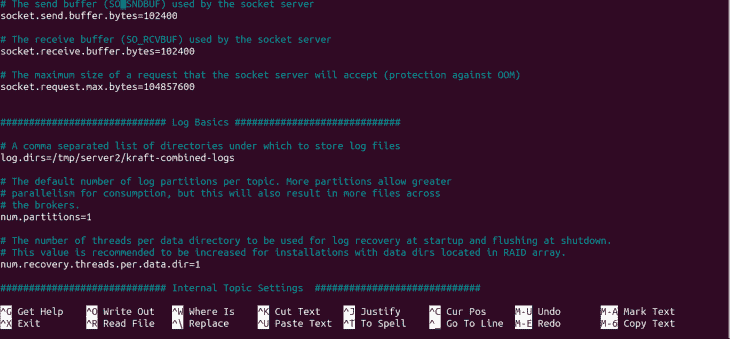 # The send buffer (SO_SNDBUF) used by the socket server
socket.send.buffer.bytes=102400
# The receive buffer (SO_RCVBUF) used by the socket server
socket.receive.buffer.bytes=102400
# The maximum size of a request that the socket server will accept (protection against OOM)
socket.request.max.bytes=104857600
############################# Log Basics #############################
# A comma separated list of directories under which to store log files
log.dirs=/tmp/server2/kraft-combined-logs
# The default number of log partitions per topic. More partitions allow greater
# parallelism for consumption, but this will also result in more files across
# the brokers.
num.partitions=1
# The number of threads per data directory to be used for log recovery at startup and flushing at shutdown.
# This value is recommended to be increased for installations with data dirs located in RAID array.
num.recovery.threads.per.data.dir=1
############################# Internal Topic Settings  #############################
^G Get Help ^O Write Out ^W Where Is ^K Cut Text ^J Justify ^C Cur Pos M-U Undo M-A Mark Text
^X Exit ^R Read File ^\ Replace ^U Paste Text ^T To Spell ^_ Go To Line M-E Redo M-6 Copy Text